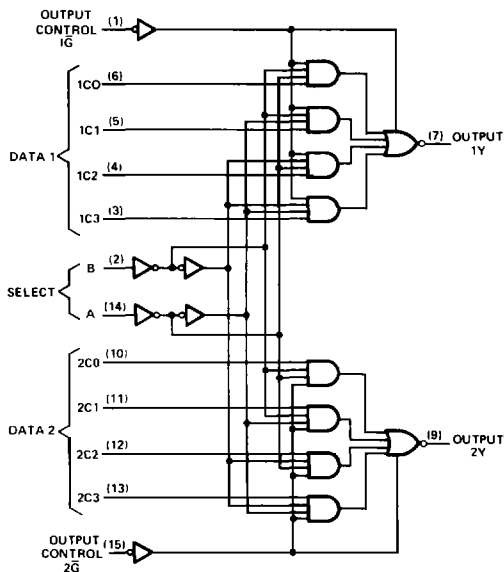 OUTPUT
CONTROL (1)
1G̅
1C0 (6)
1C1 (5)
DATA 1
1C2 (4)
1C3 (3)
(7) OUTPUT
1Y
B (2)
SELECT
A (14)
2C0 (10)
2C1 (11)
DATA 2
2C2 (12)
2C3 (13)
(9) OUTPUT
2Y
OUTPUT
CONTROL (15)
2G̅